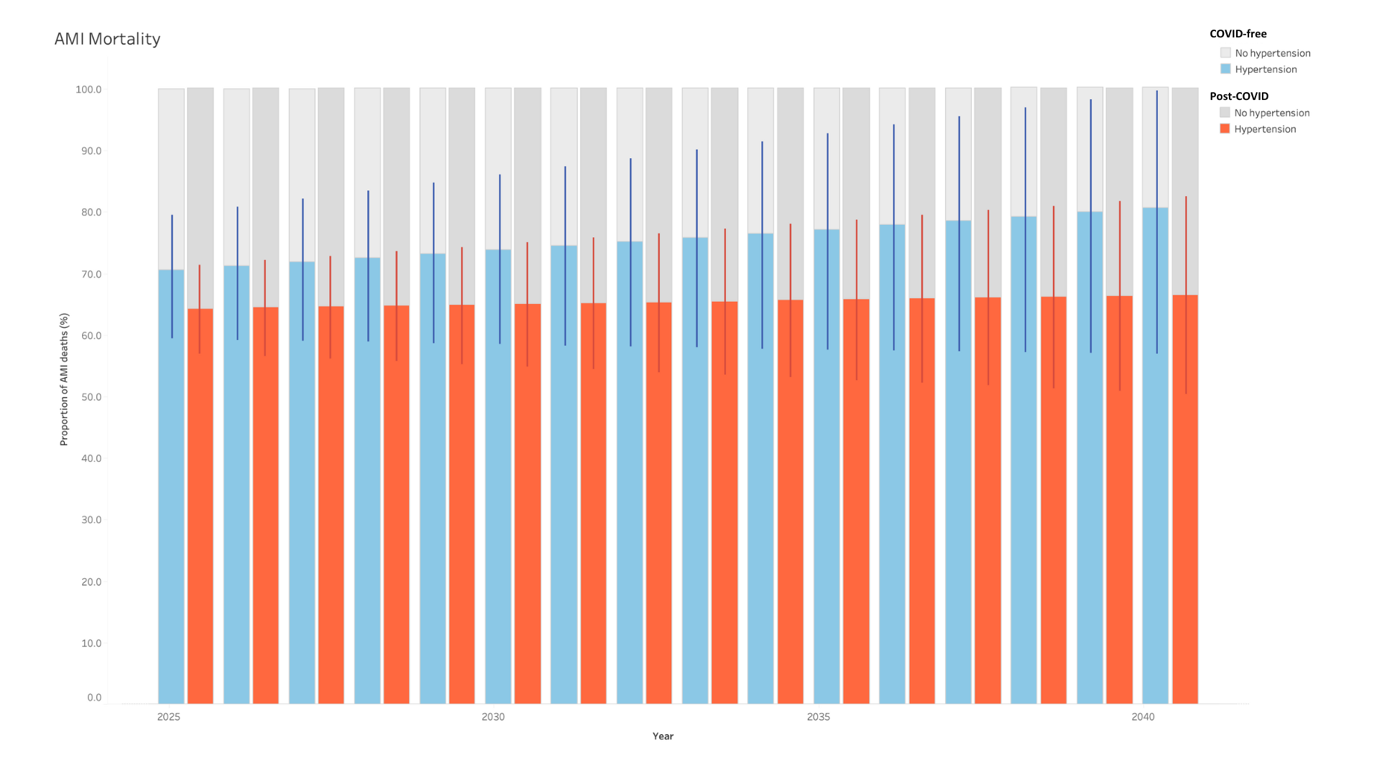 AMI Mortality
COVID-free
No hypertension
Hypertension
Post-COVID
No hypertension
Hypertension
100.0
90.0
80.0
70.0
60.0
50.0
40.0
30.0
20.0
10.0
0.0
Proportion of AMI deaths (%)
2025
2030
2035
2040
Year